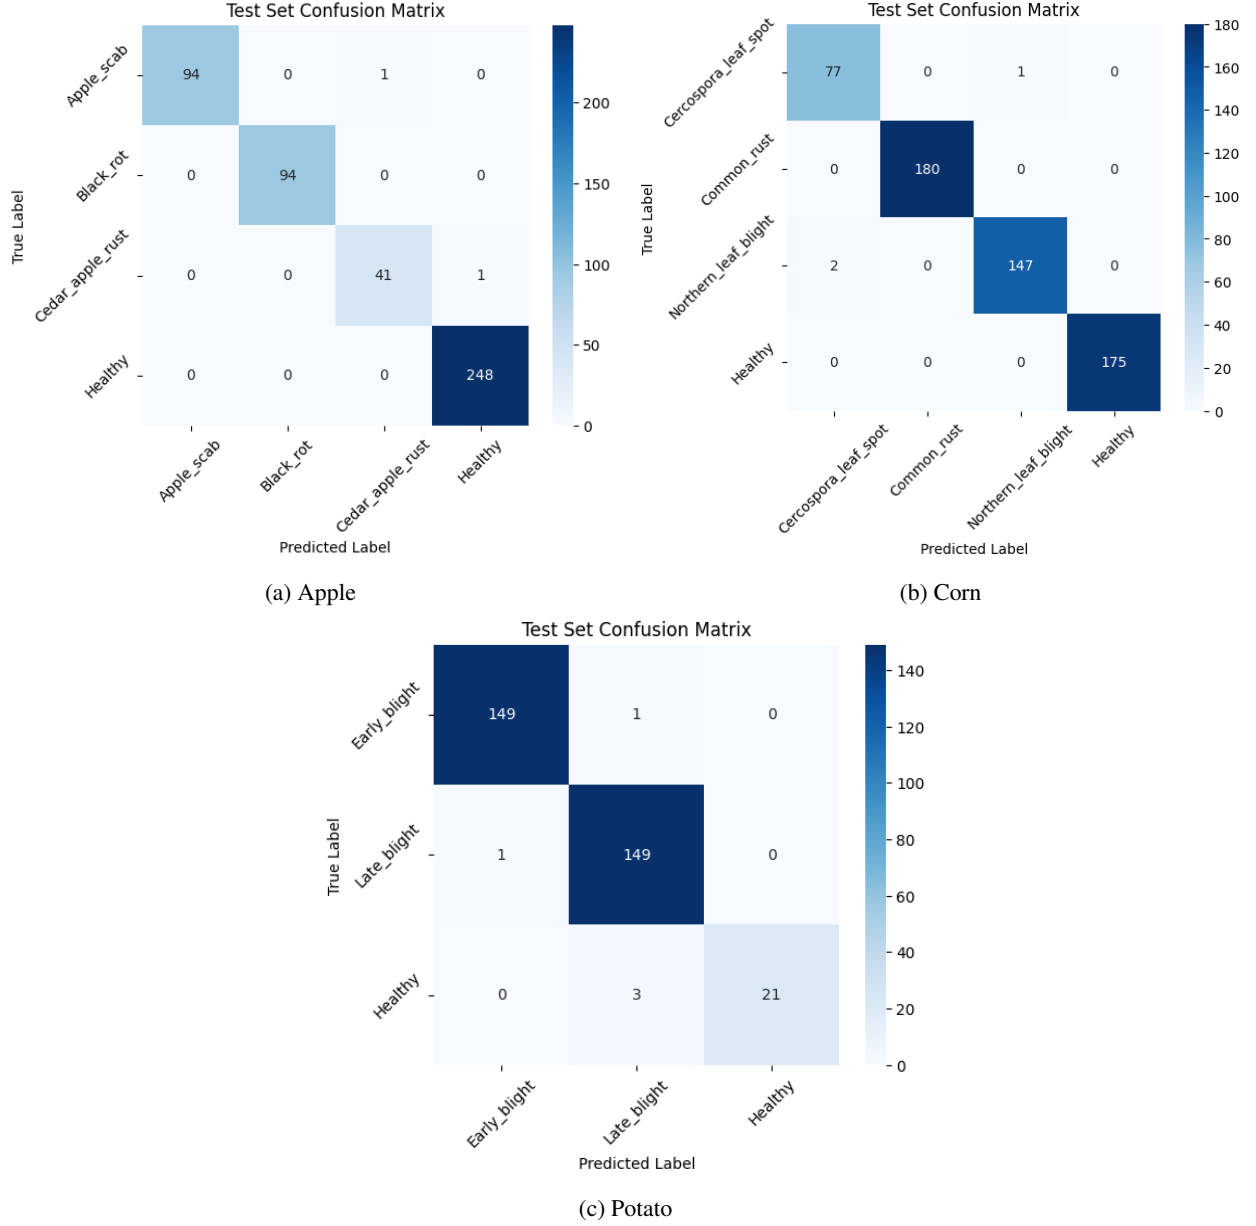 Test Set Confusion Matrix
True Label
Apple_scab 94 0 1 0
Black_rot 0 94 0 0
Cedar_apple_rust 0 0 41 1
Healthy 0 0 0 248
200
150
100
50
0
Apple_scab Black_rot Cedar_apple_rust Healthy
Predicted Label
(a) Apple
Test Set Confusion Matrix
True Label
Cercospora_leaf_spot 77 0 1 0
Common_rust 0 180 0 0
Northern_leaf_blight 2 0 147 0
Healthy 0 0 0 175
180
160
140
120
100
80
60
40
20
0
Cercospora_leaf_spot Common_rust Northern_leaf_blight Healthy
Predicted Label
(b) Corn
Test Set Confusion Matrix
True Label
Early_blight 149 1 0
Late_blight 1 149 0
Healthy 0 3 21
140
120
100
80
60
40
20
0
Early_blight Late_blight Healthy
Predicted Label
(c) Potato